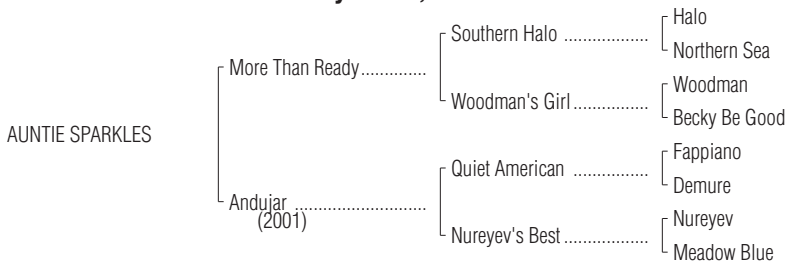 Halo
Southern Halo ..................
Northern Sea
More Than Ready..............
Woodman
Woodman's Girl................
Becky Be Good
AUNTIE SPARKLES
Fappiano
Quiet American ................
Demure
Andujar ............................
(2001)
Nureyev
Nureyev's Best..................
Meadow Blue